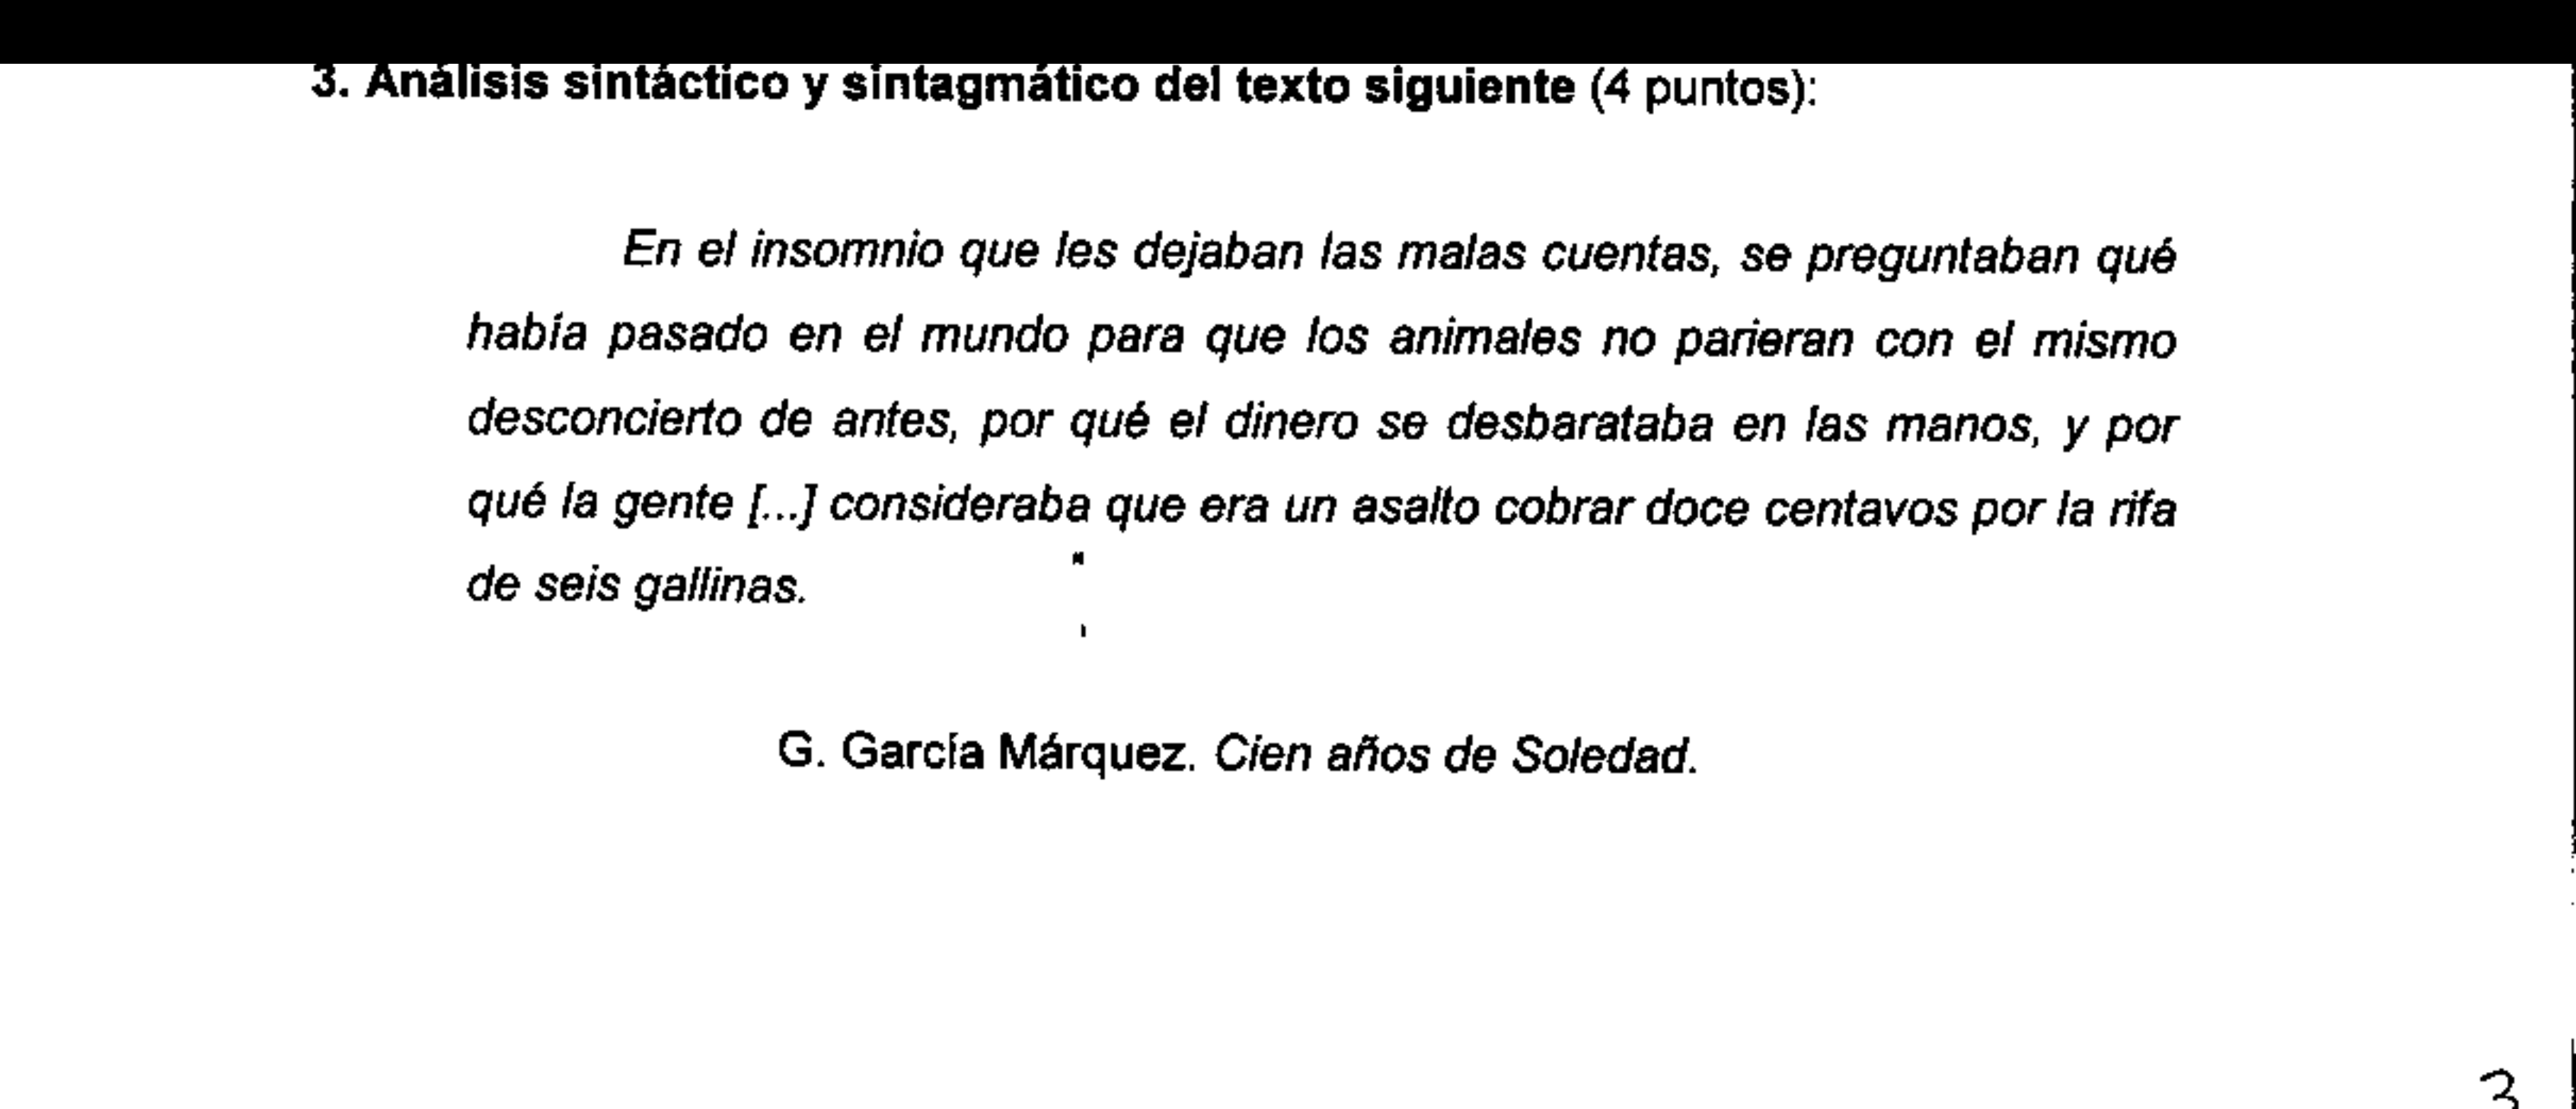 3. Análisis sintáctico y sintagmático del texto siguiente (4 puntos):
En el insomnio que les dejaban las malas cuentas, se preguntaban qué
había pasado en el mundo para que los animales no parieran con el mismo
desconcierto de antes, por qué el dinero se desbarataba en las manos, y por
qué la gente [...] consideraba que era un asalto cobrar doce centavos por la rifa
de seis gallinas.
G. García Márquez. Cien años de Soledad.
3